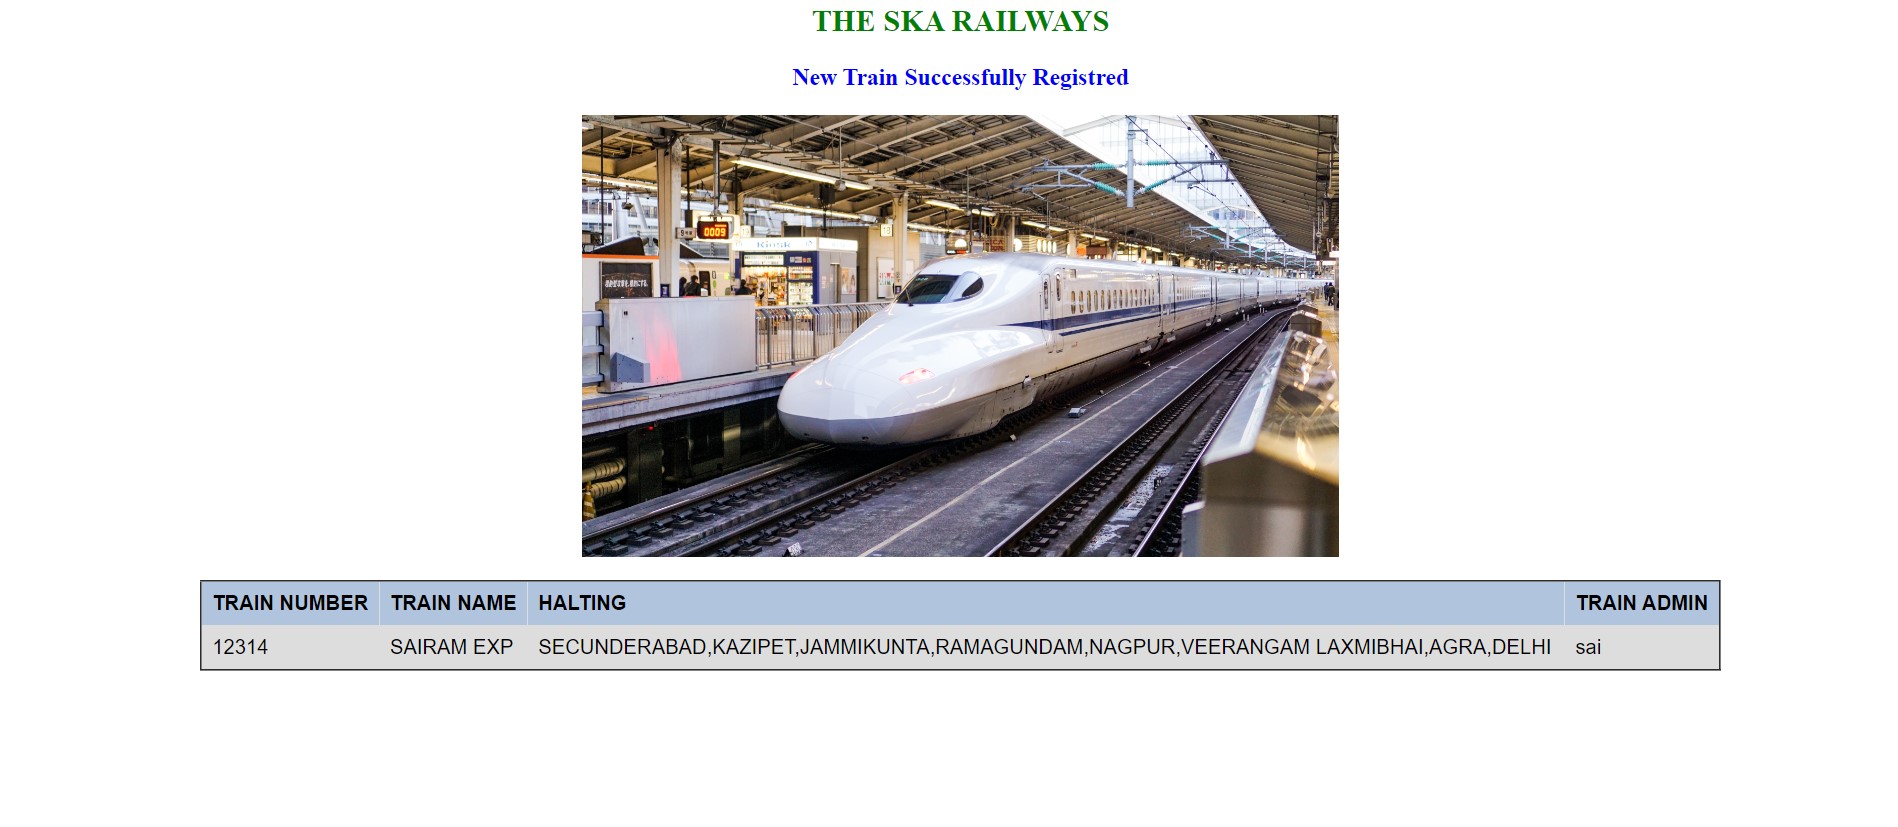 THE SKA RAILWAYS
New Train Successfully Registred
0009
Kiosk
TRAIN NUMBER TRAIN NAME HALTING TRAIN ADMIN
12314 SAIRAM EXP SECUNDERABAD,KAZIPET,JAMMIKUNTA,RAMAGUNDAM,NAGPUR,VEERANGAM LAXMIBHAI,AGRA,DELHI sai